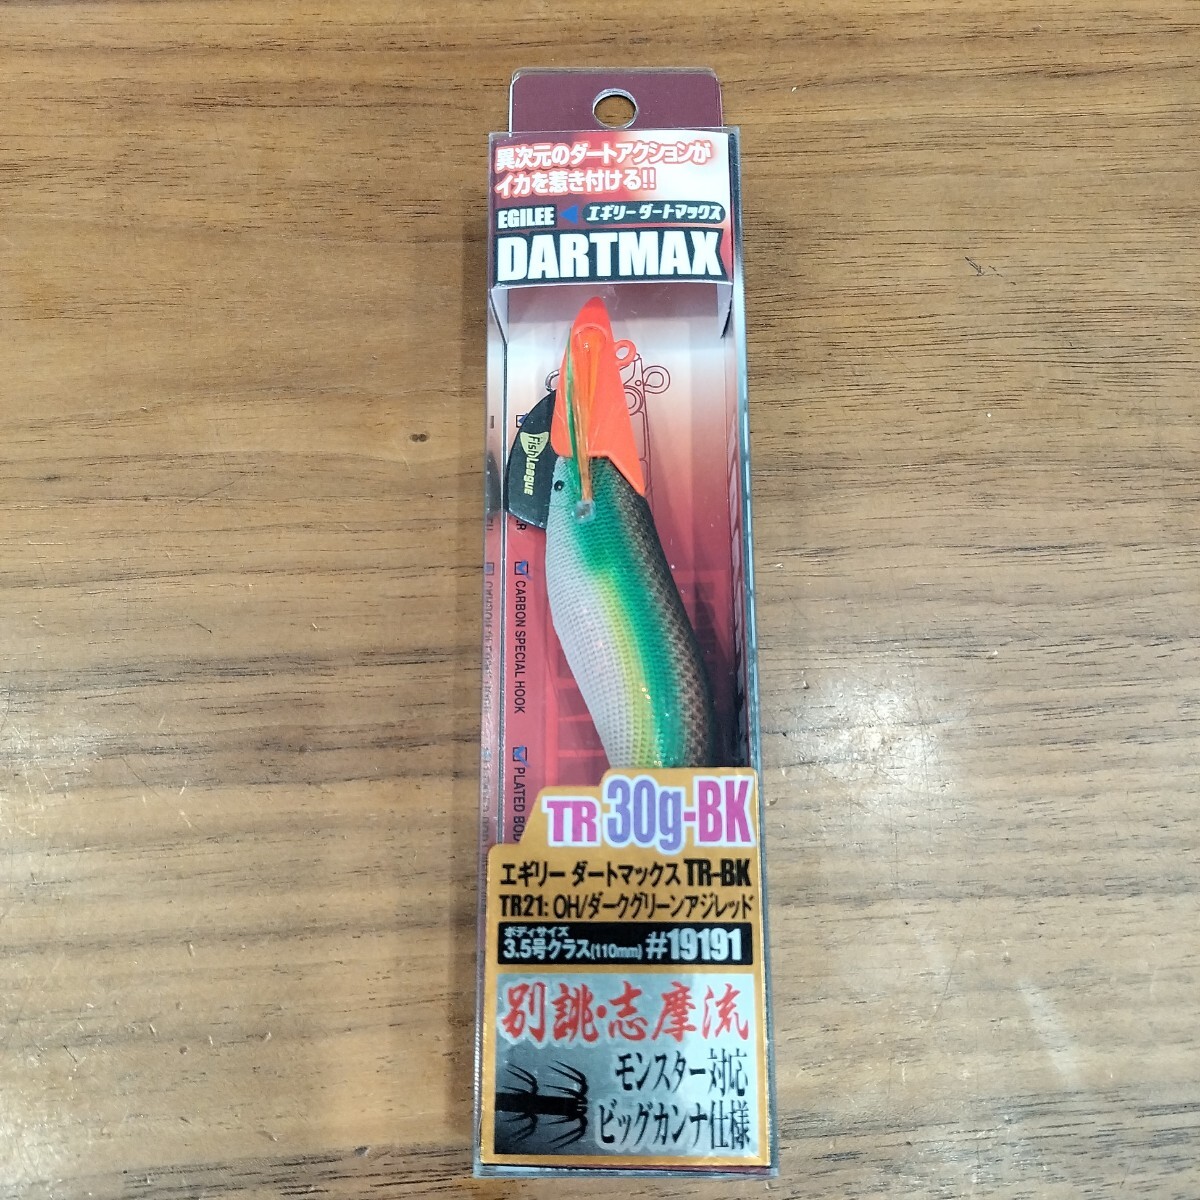 異次元のダートアクションが
イカを惹き付ける!!
EGILEE エギリー ダートマックス
DARTMAX
FishLeague
CARBON SPECIAL HOOK
PLATED
TR 30g-BK
エギリー ダートマックス TR-BK
TR21: OH/ダークグリーンアジレッド
ボディサイズ
3.5号クラス(110mm) #19191
別誂・志摩流
モンスター対応
ビッグカンナ仕様